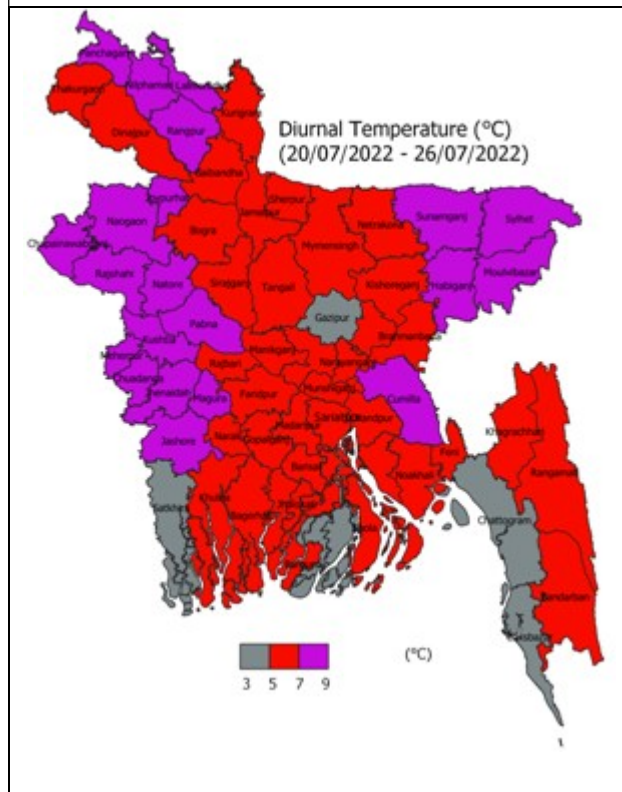 Panchagarh
Thakurgaon
Nilphamari
Lalmonirhat
Kurigram
Dinajpur
Rangpur
Diurnal Temperature (°C)
(20/07/2022 - 26/07/2022)
Gaibandha
Joypurhat
Sherpur
Jamalpur
Naogaon
Bogra
Mymensingh
Netrakona
Sunamganj
Sylhet
Chapainawabganj
Rajshahi
Natore
Sirajganj
Tangail
Kishoreganj
Habiganj
Moulvibazar
Pabna
Gazipur
Brahmanbaria
Kushtia
Meherpur
Chuadanga
Jhenaidah
Magura
Rajbari
Manikganj
Narayanganj
Munshiganj
Faridpur
Cumilla
Shariatpur
Chandpur
Madaripur
Jashore
Narail
Gopalganj
Barisal
Noakhali
Feni
Khagrachhari
Rangamati
Satkhira
Khulna
Bagerhat
Bhola
Chattogram
Bandarban
(°C)
3 5 7 9